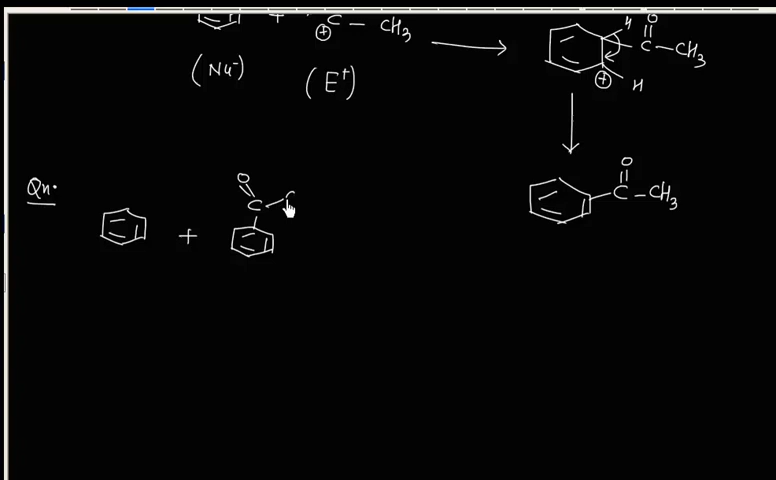 + C — CH3
⊕
(Nu-) (E+)
H O
C-CH3
⊕ H
Qn.
O
C
+
O
C-CH3